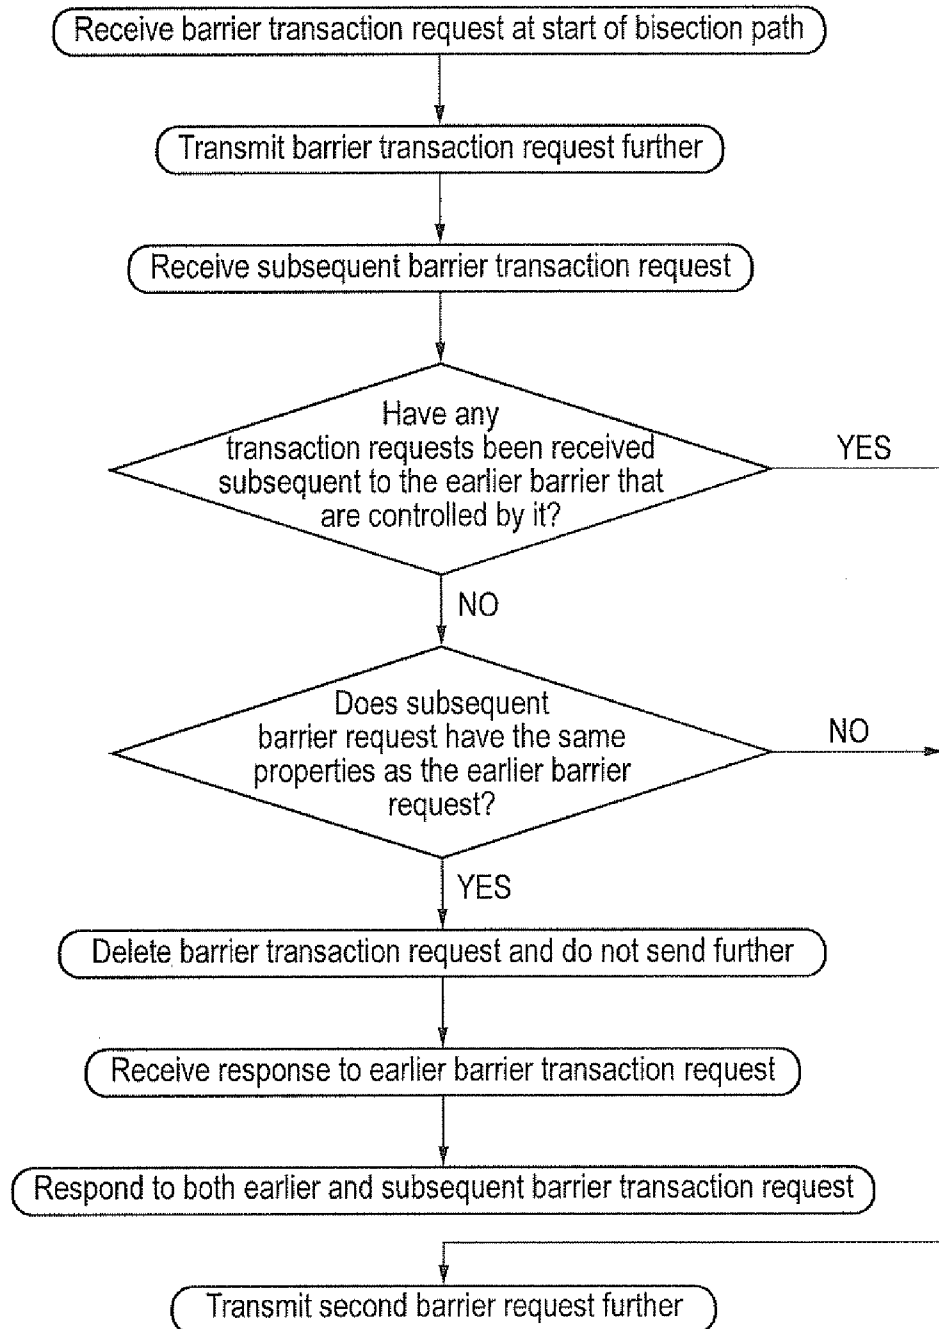 Receive barrier transaction request at start of bisection path
Transmit barrier transaction request further
Receive subsequent barrier transaction request
Have any
transaction requests been received
subsequent to the earlier barrier that
are controlled by it?
YES
NO
Does subsequent
barrier request have the same
properties as the earlier barrier
request?
NO
YES
Delete barrier transaction request and do not send further
Receive response to earlier barrier transaction request
Respond to both earlier and subsequent barrier transaction request
Transmit second barrier request further